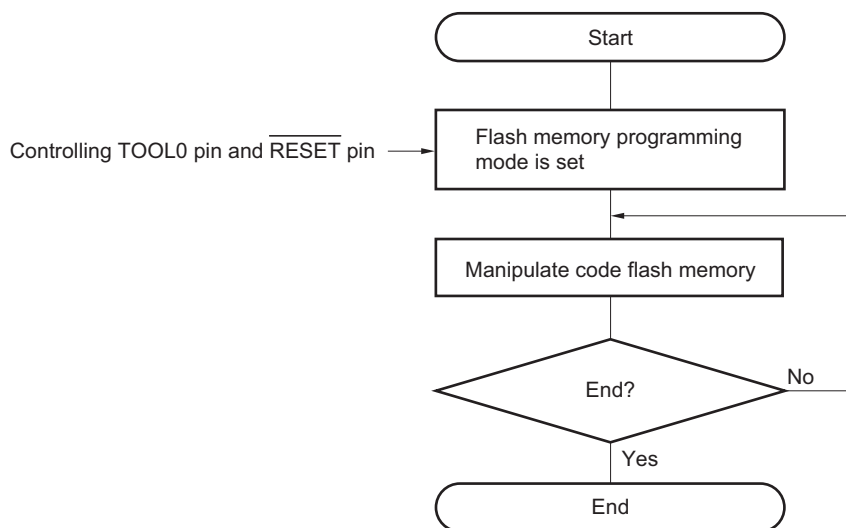 Start
Flash memory programming
mode is set
Controlling TOOL0 pin and R̅E̅S̅E̅T̅ pin
Manipulate code flash memory
End?
No
Yes
End